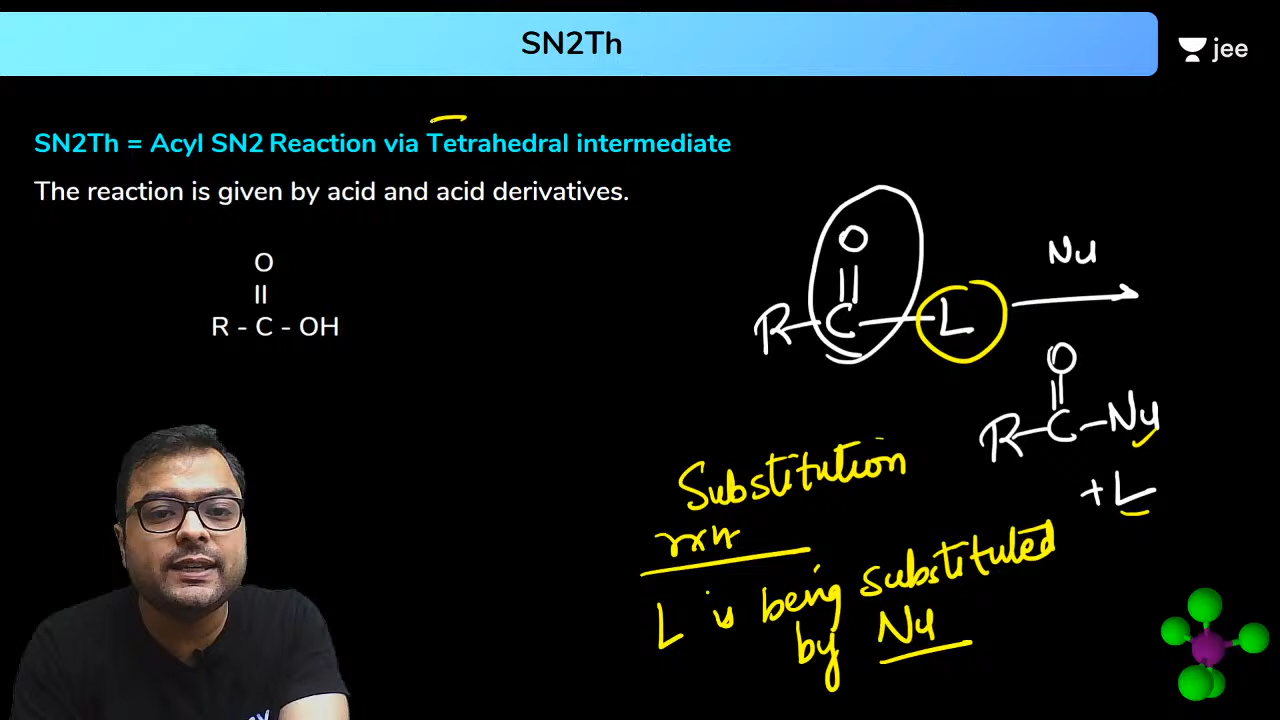 SN2Th
jee
SN2Th = Acyl SN2 Reaction via Tetrahedral intermediate
The reaction is given by acid and acid derivatives.
O
||
R - C - OH
O
||
R-C-L
Nu
O
||
R-C-Nu
+ L
Substitution
rxn
L is being substituted
by Nu